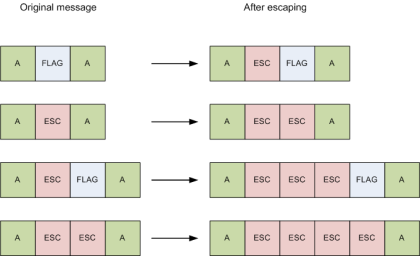 Original message After escaping
A FLAG A A ESC FLAG A
A ESC A A ESC ESC A
A ESC FLAG A A ESC ESC ESC FLAG A
A ESC ESC A A ESC ESC ESC ESC A